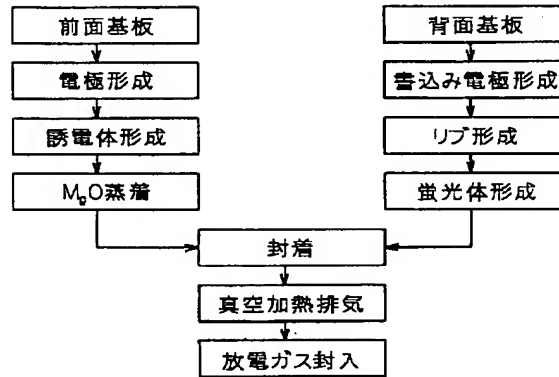 前面基板
電極形成
誘電体形成
MgO蒸着
背面基板
書込み電極形成
リブ形成
蛍光体形成
封着
真空加熱排気
放電ガス封入